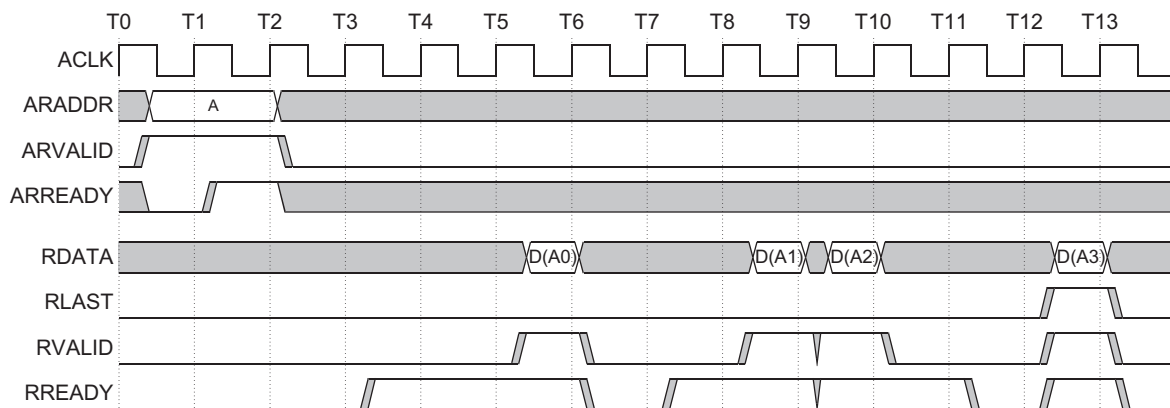 T0 T1 T2 T3 T4 T5 T6 T7 T8 T9 T10 T11 T12 T13
ACLK
ARADDR A
ARVALID
ARREADY
RDATA D(A0) D(A1) D(A2) D(A3)
RLAST
RVALID
RREADY